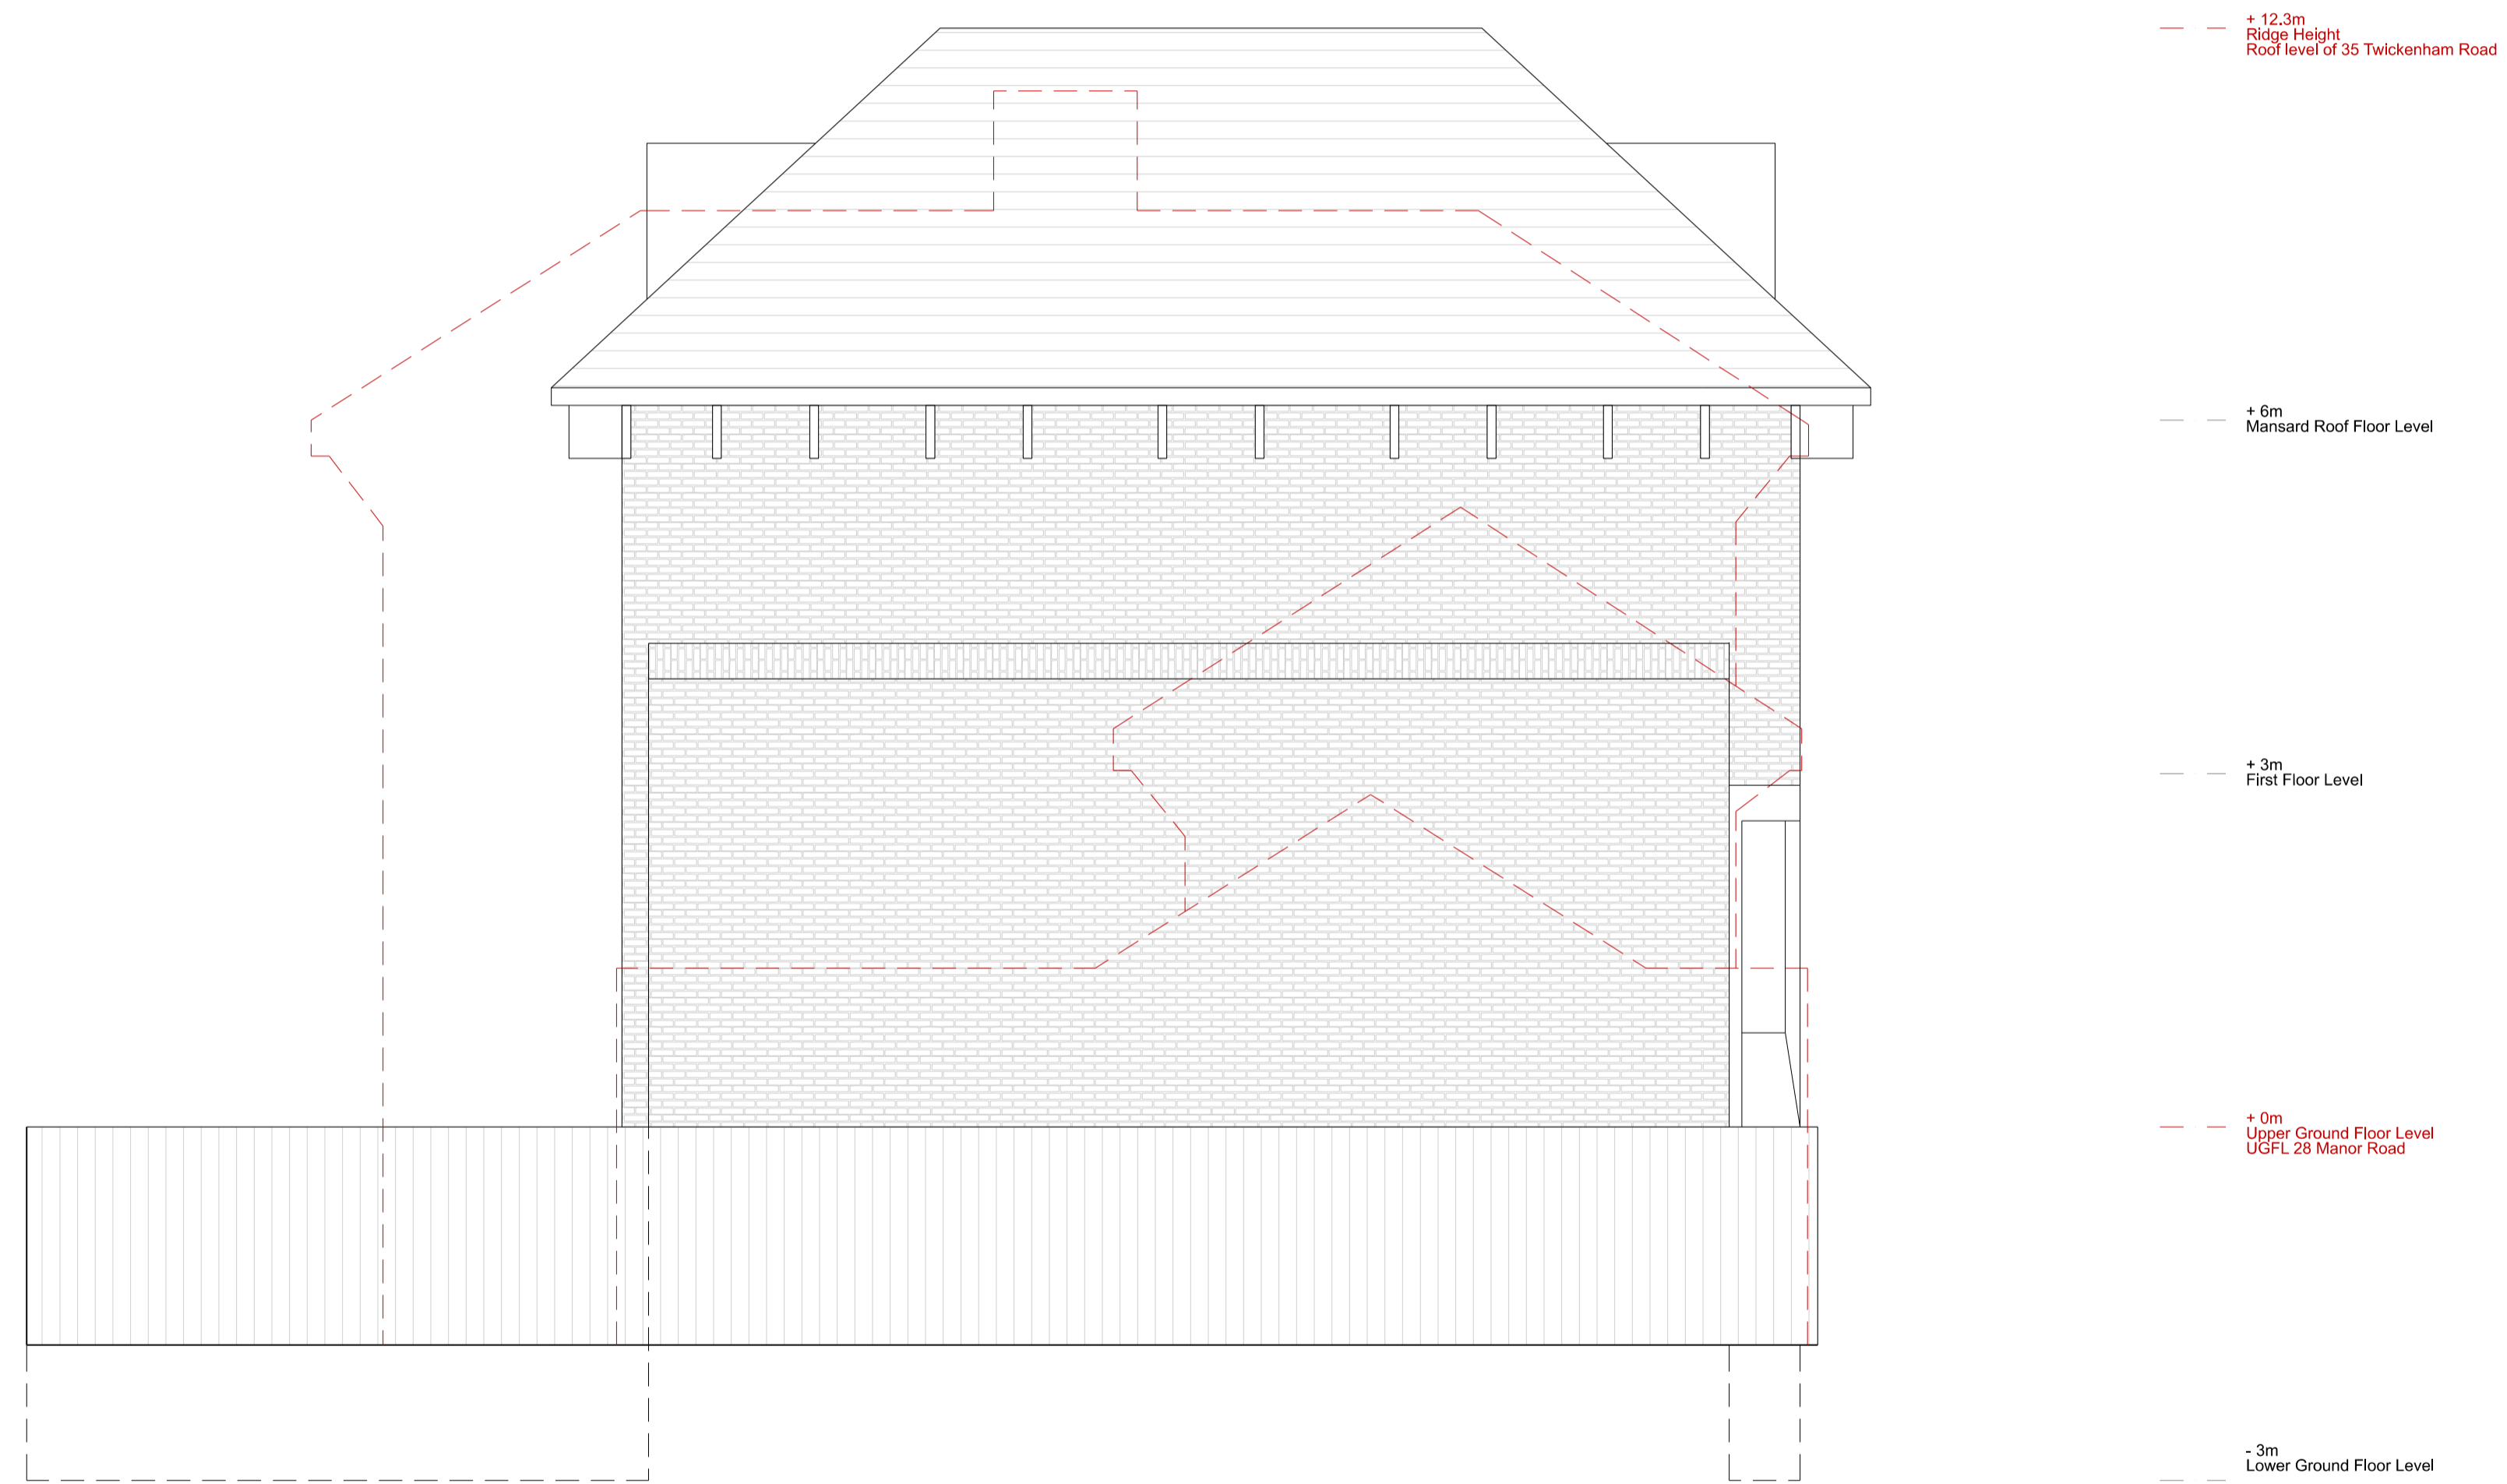 + 12.3m
Ridge Height
Roof level of 35 Twickenham Road
+ 6m
Mansard Roof Floor Level
+ 3m
First Floor Level
+ 0m
Upper Ground Floor Level
UGFL 28 Manor Road
- 3m
Lower Ground Floor Level